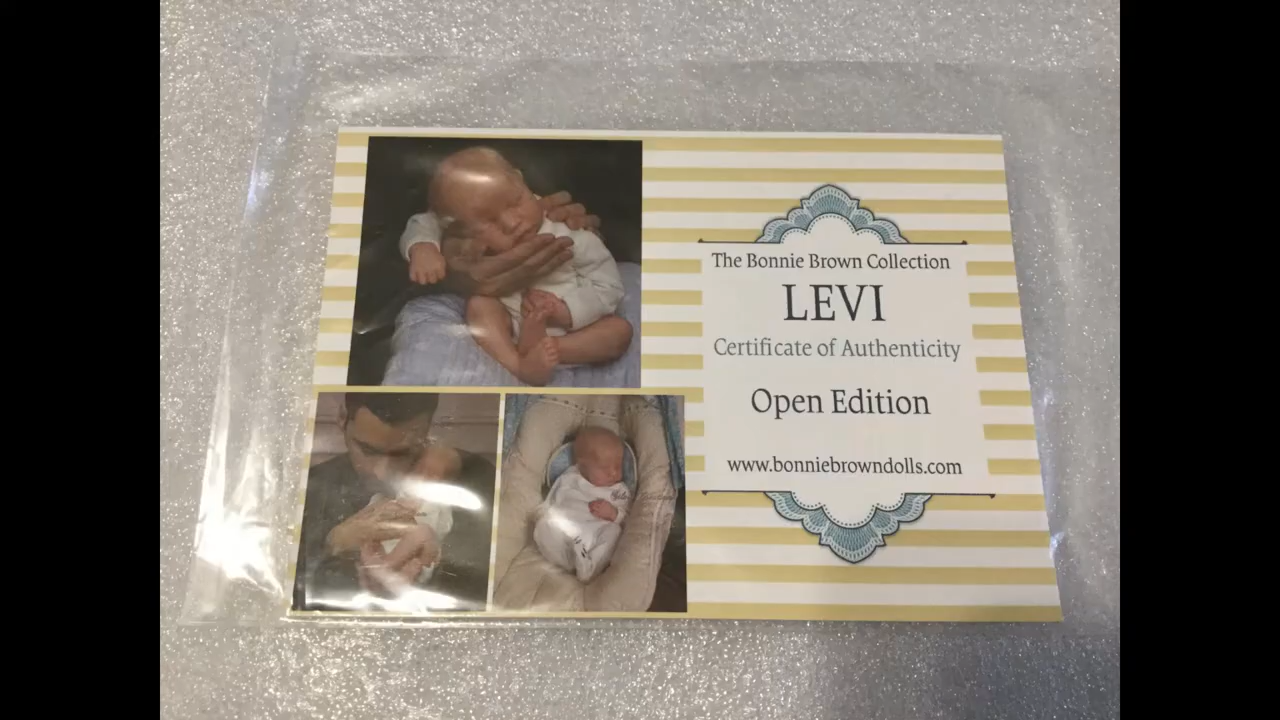 The Bonnie Brown Collection
LEVI
Certificate of Authenticity
Open Edition
www.bonniebrowndolls.com